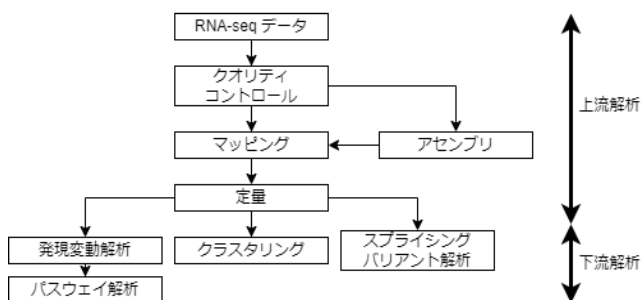 RNA-seq データ
クオリティ
コントロール
マッピング
アセンブリ
定量
発現変動解析
クラスタリング
スプライシング
バリアント解析
パスウェイ解析
上流解析
下流解析